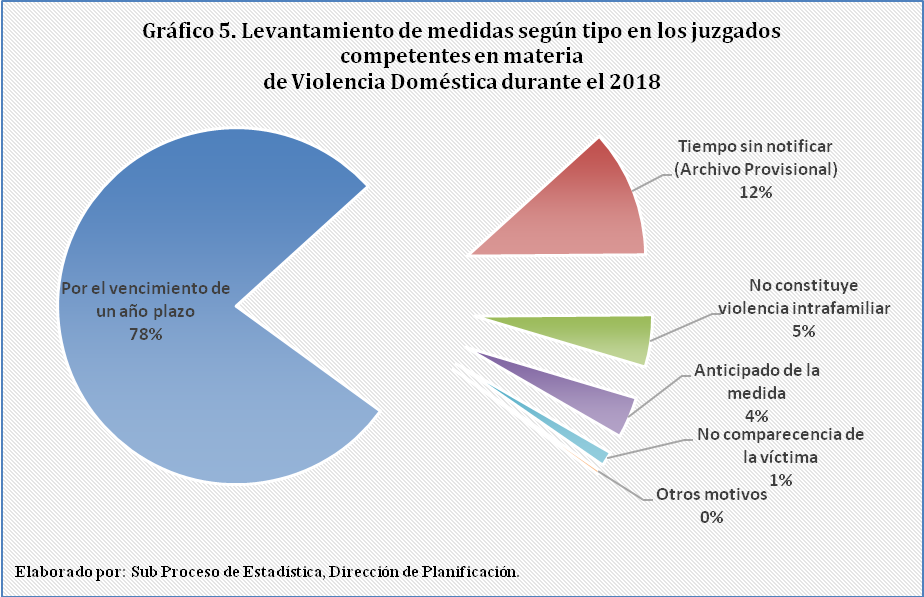 Gráfico 5. Levantamiento de medidas según tipo en los juzgados
competentes en materia
de Violencia Doméstica durante el 2018
Tiempo sin notificar
(Archivo Provisional)
12%
Por el vencimiento de
un año plazo
78%
No constituye
violencia intrafamiliar
5%
Anticipado de la
medida
4%
No comparecencia de
la víctima
1%
Otros motivos
0%
Elaborado por: Sub Proceso de Estadística, Dirección de Planificación.